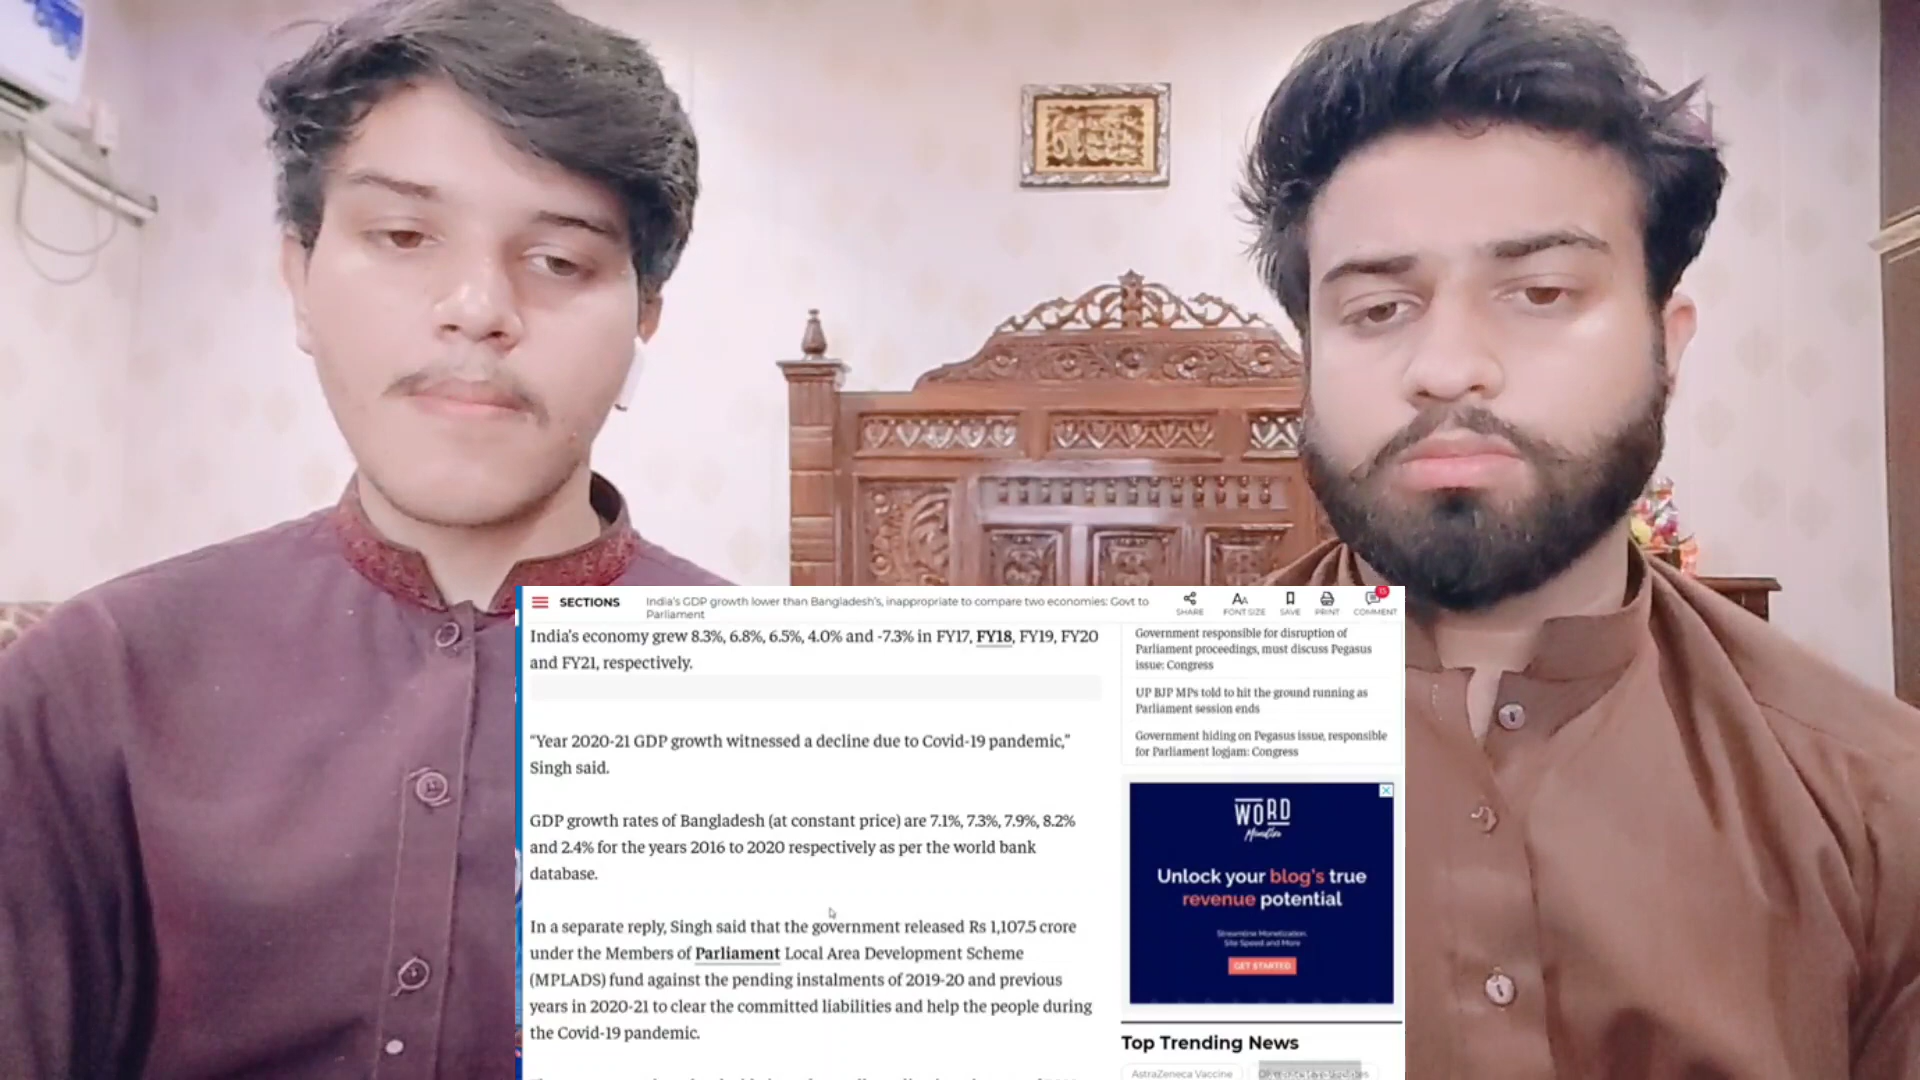 SECTIONS
India's GDP growth lower than Bangladesh's, inappropriate to compare two economies: Govt to
Parliament
SHARE
FONT SIZE
SAVE
PRINT
15
COMMENT
India's economy grew 8.3%, 6.8%, 6.5%, 4.0% and -7.3% in FY17, FY18, FY19, FY20
and FY21, respectively.
"Year 2020-21 GDP growth witnessed a decline due to Covid-19 pandemic,"
Singh said.
GDP growth rates of Bangladesh (at constant price) are 7.1%, 7.3%, 7.9%, 8.2%
and 2.4% for the years 2016 to 2020 respectively as per the world bank
database.
In a separate reply, Singh said that the government released Rs 1,107.5 crore
under the Members of Parliament Local Area Development Scheme
(MPLADS) fund against the pending instalments of 2019-20 and previous
years in 2020-21 to clear the committed liabilities and help the people during
the Covid-19 pandemic.
Government responsible for disruption of
Parliament proceedings, must discuss Pegasus
issue: Congress
UP BJP MPs told to hit the ground running as
Parliament session ends
Government hiding on Pegasus issue, responsible
for Parliament logjam: Congress
WORD
Unlock your blog's true
revenue potential
Streamline Monetization,
Site Speed and More
GET STARTED
Top Trending News
AstraZeneca Vaccine